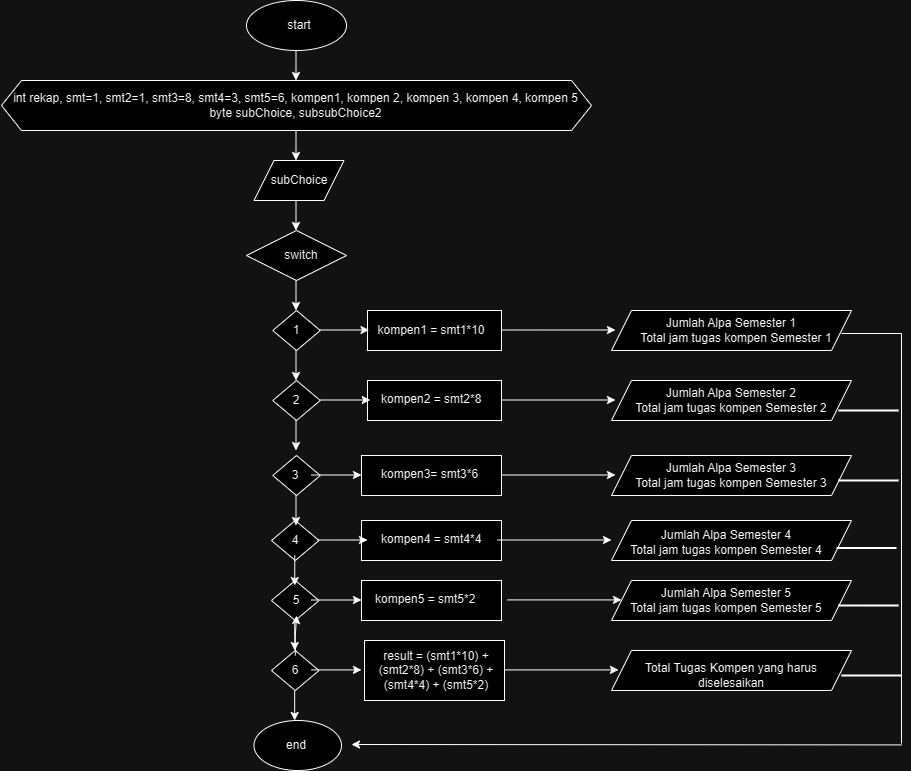 start
int rekap, smt=1, smt2=1, smt3=8, smt4=3, smt5=6, kompen1, kompen 2, kompen 3, kompen 4, kompen 5
byte subChoice, subsubChoice2
subChoice
switch
1
kompen1 = smt1*10
Jumlah Alpa Semester 1
Total jam tugas kompen Semester 1
2
kompen2 = smt2*8
Jumlah Alpa Semester 2
Total jam tugas kompen Semester 2
3
kompen3= smt3*6
Jumlah Alpa Semester 3
Total jam tugas kompen Semester 3
4
kompen4 = smt4*4
Jumlah Alpa Semester 4
Total jam tugas kompen Semester 4
5
kompen5 = smt5*2
Jumlah Alpa Semester 5
Total jam tugas kompen Semester 5
6
result = (smt1*10) +
(smt2*8) + (smt3*6) +
(smt4*4) + (smt5*2)
Total Tugas Kompen yang harus
diselesaikan
end